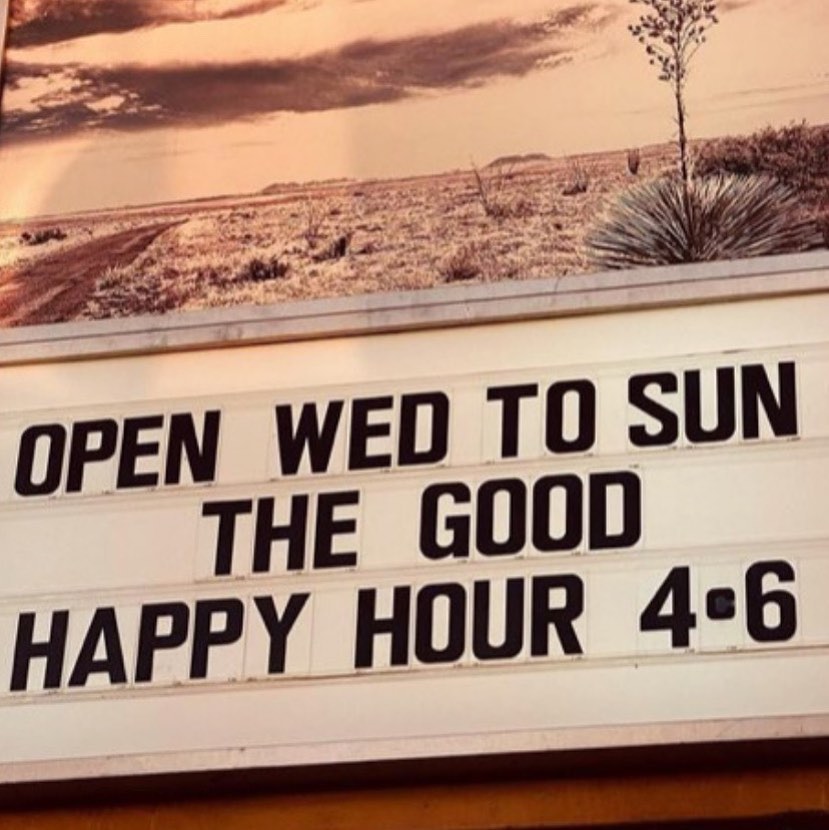 OPEN WED TO SUN
THE GOOD
HAPPY HOUR 4-6